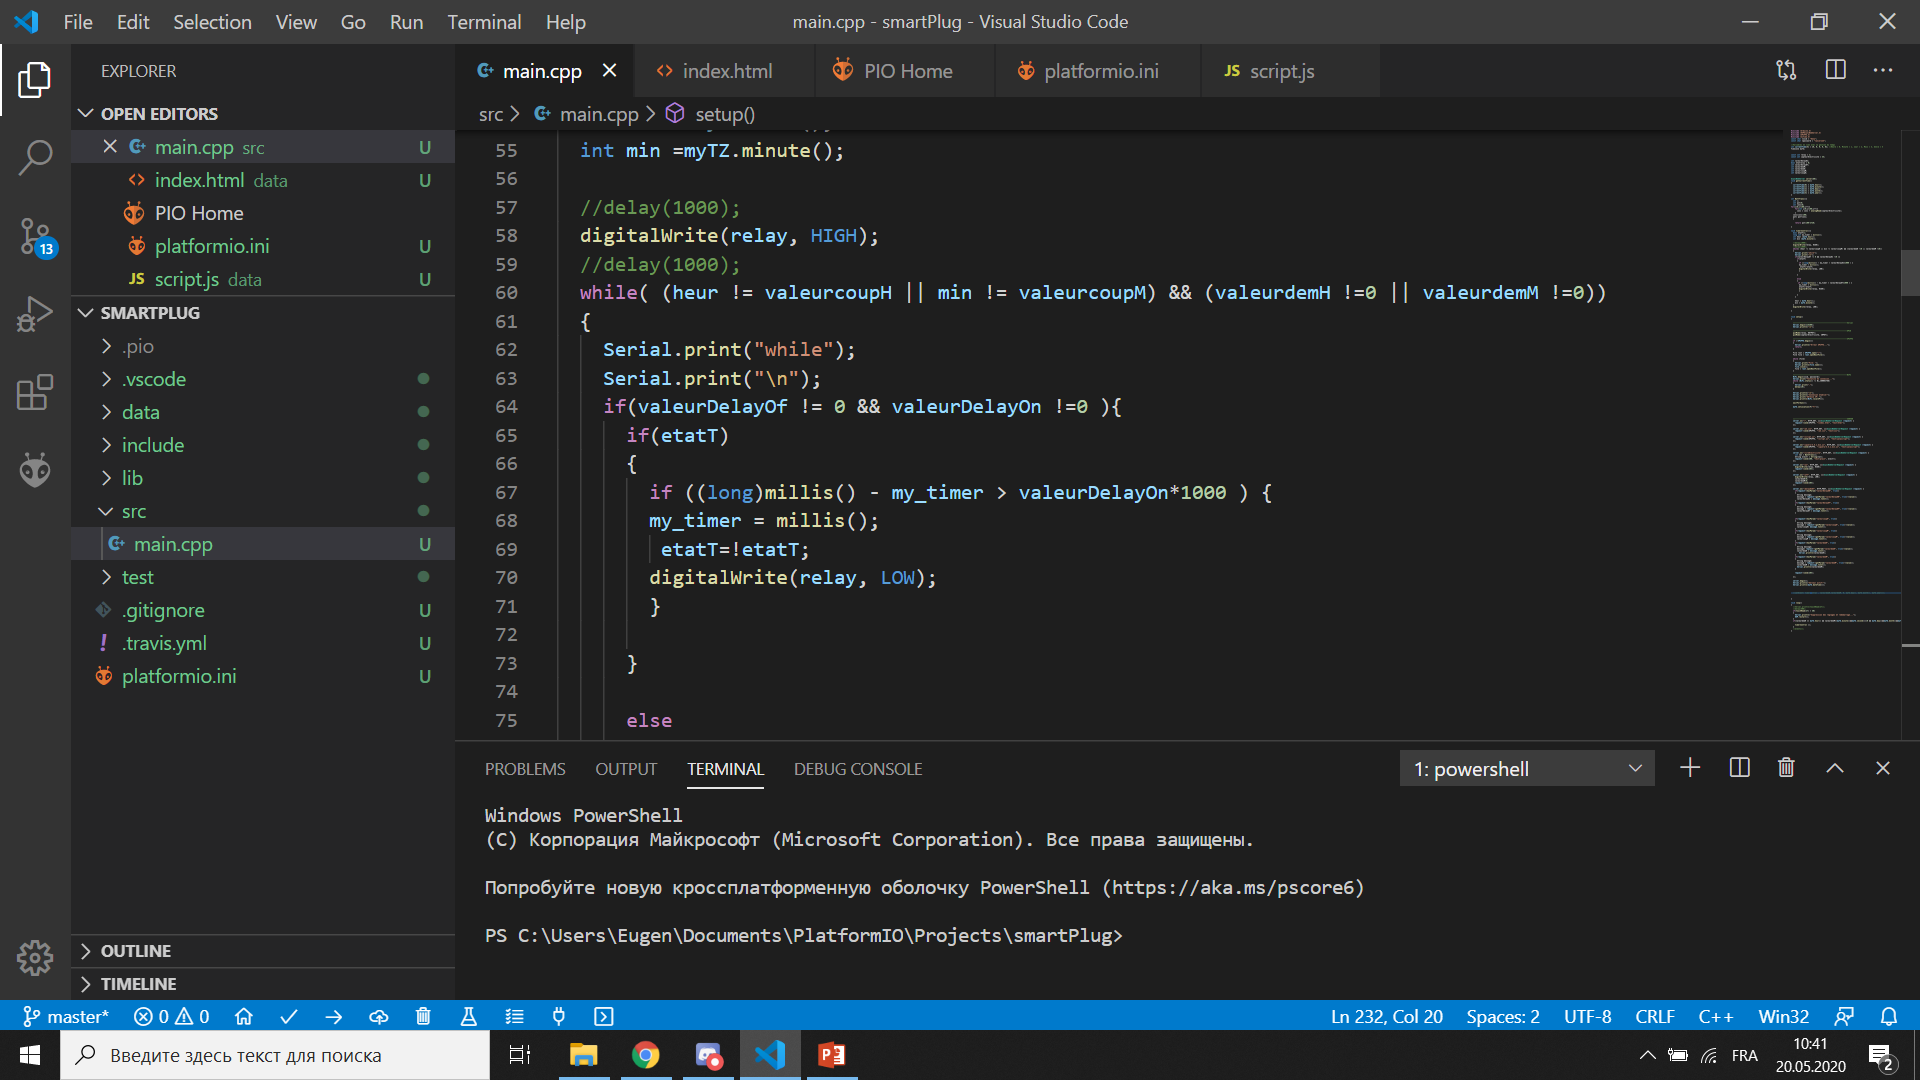 File Edit Selection View Go Run Terminal Help
main.cpp - smartPlug - Visual Studio Code
EXPLORER
OPEN EDITORS
main.cpp src U
index.html data U
PIO Home
platformio.ini U
script.js data U
SMARTPLUG
.pio
.vscode
data
include
lib
src
main.cpp U
test
.gitignore U
.travis.yml U
platformio.ini U
OUTLINE
TIMELINE
13
main.cpp
index.html
PIO Home
platformio.ini
JS script.js
src > main.cpp > setup()
55 int min =myTZ.minute();
56
57 //delay(1000);
58 digitalWrite(relay, HIGH);
59 //delay(1000);
60 while( (heur != valeurcoupH || min != valeurcoupM) && (valeurdemH !=0 || valeurdemM !=0))
61 {
62 Serial.print("while");
63 Serial.print("\n");
64 if(valeurDelayOf != 0 && valeurDelayOn !=0 ){
65 if(etatT)
66 {
67 if ((long)millis() - my_timer > valeurDelayOn*1000 ) {
68 my_timer = millis();
69 etatT=!etatT;
70 digitalWrite(relay, LOW);
71 }
72
73 }
74
75 else
PROBLEMS OUTPUT TERMINAL DEBUG CONSOLE
1: powershell
Windows PowerShell
(C) Корпорация Майкрософт (Microsoft Corporation). Все права защищены.
Попробуйте новую кроссплатформенную оболочку PowerShell (https://aka.ms/pscore6)
PS C:\Users\Eugen\Documents\PlatformIO\Projects\smartPlug>
master* 0 0
Ln 232, Col 20 Spaces: 2 UTF-8 CRLF C++ Win32
Введите здесь текст для поиска
FRA
10:41
20.05.2020
2